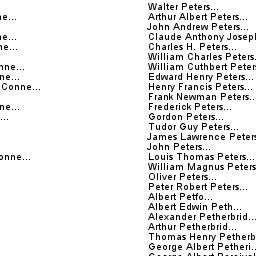 Walter Peters...
ne... Arthur Albert Peters...
John Andrew Peters...
ne... Claude Anthony Joseph
ne... Charles H. Peters...
William Charles Peters.
onne... William Cuthbert Peter
nne... Edward Henry Peters...
Conne... Henry Francis Peters...
Frank Newman Peters..
nne... Frederick Peters...
... Gordon Peters...
Tudor Guy Peters...
James Lawrence Peters
John Peters...
onne... Louis Thomas Peters...
William Magnus Peters
Oliver Peters...
Peter Robert Peters...
Albert Petfo...
Albert Edwin Peth...
Alexander Petherbrid...
Arthur Petherbrid...
Thomas Henry Petherb
George Albert Petheri..